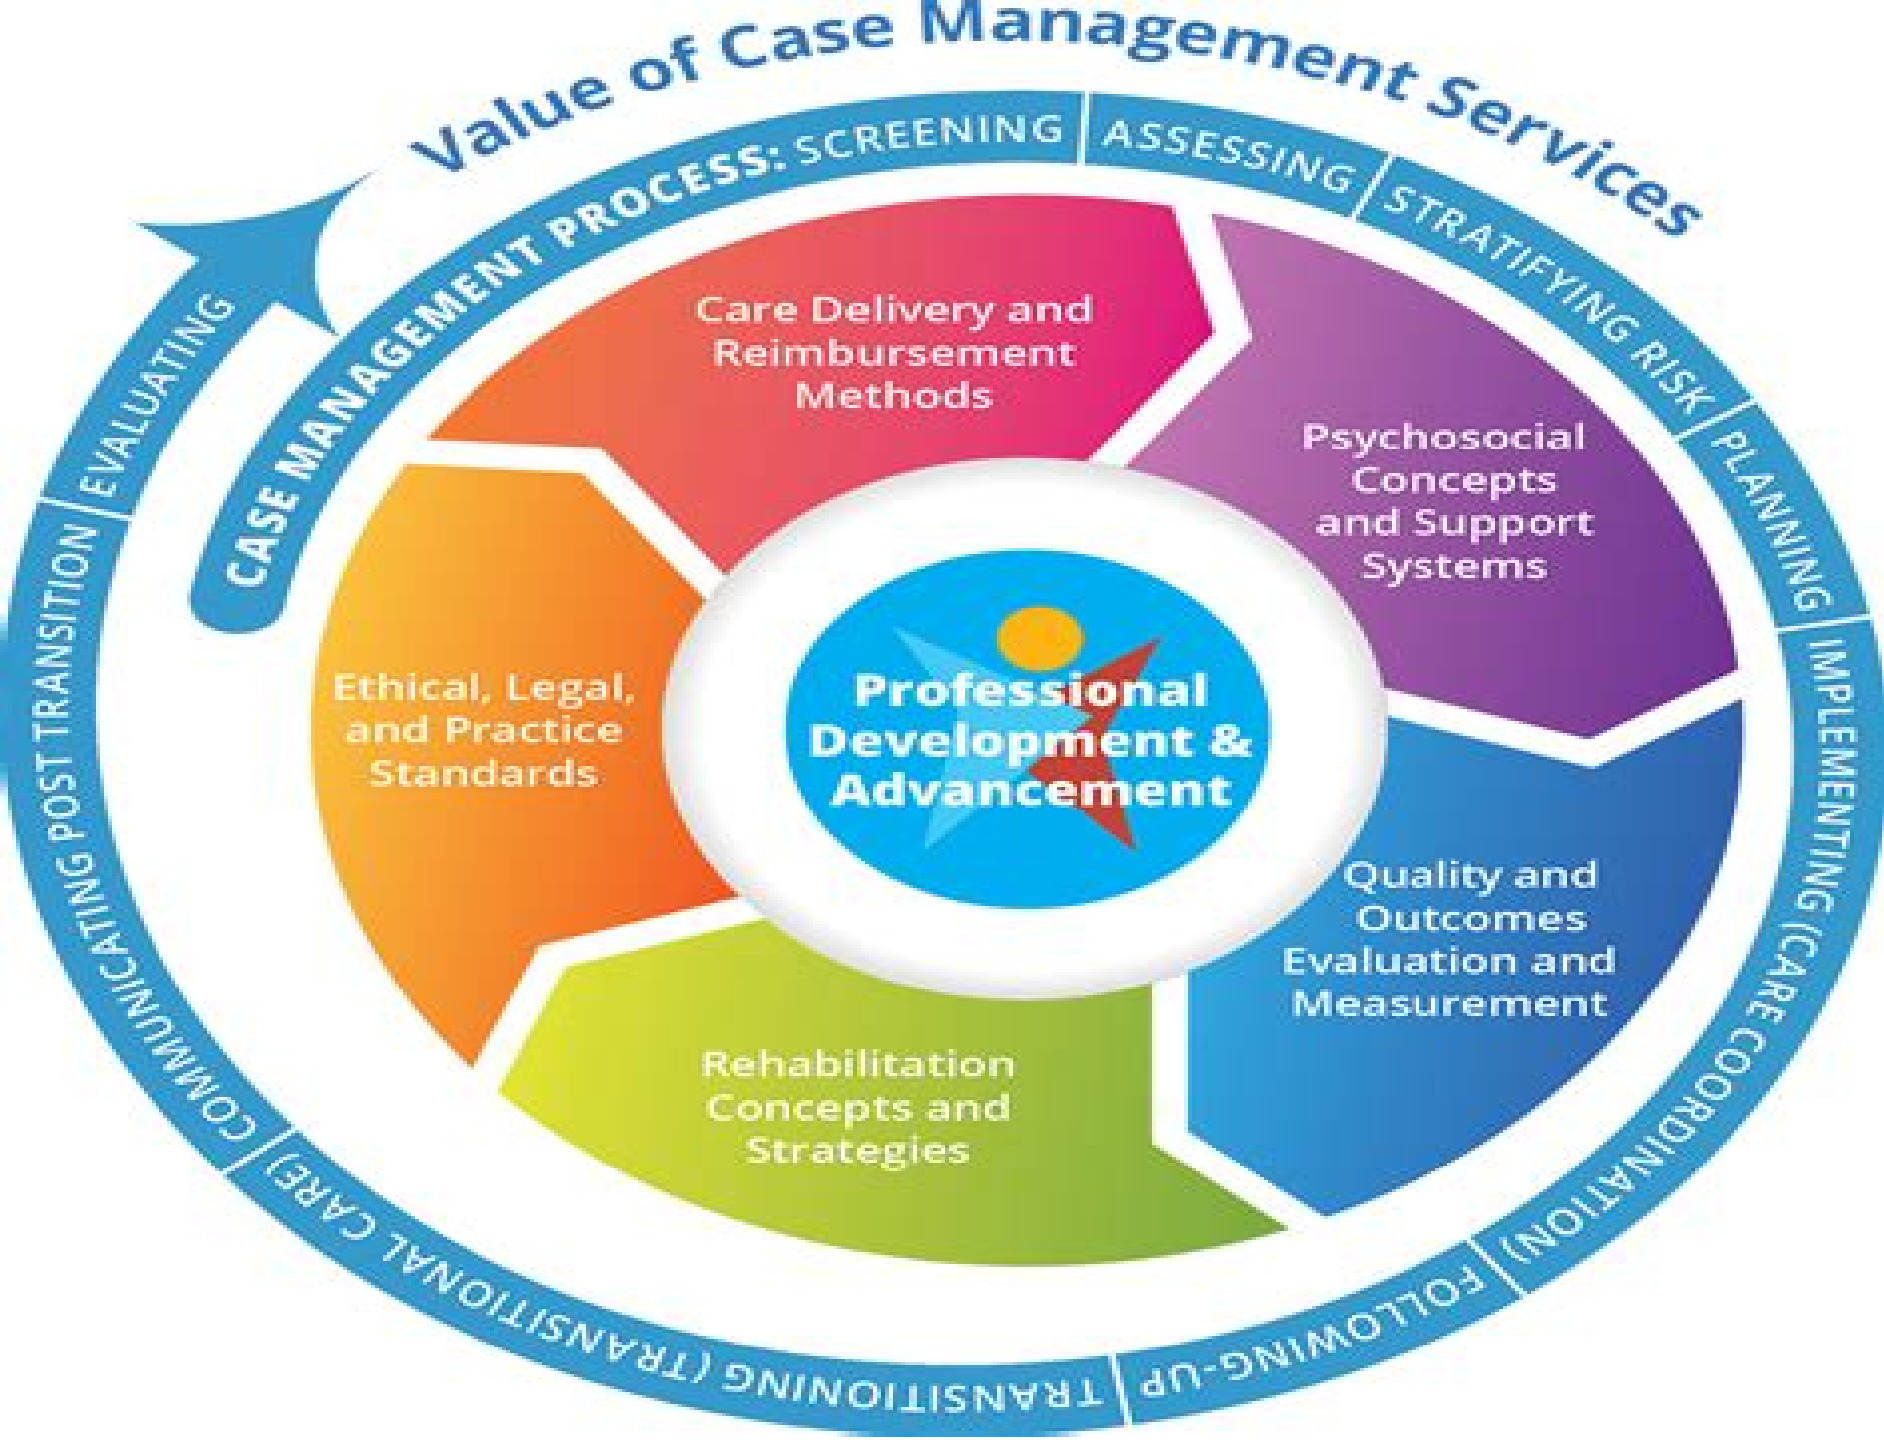 Value of Case Management Services
CASE MANAGEMENT PROCESS: SCREENING
ASSESSING
STRATIFYING RISK
PLANNING
IMPLEMENTING (CARE COORDINATION)
FOLLOWING-UP
TRANSITIONING (TRANSITIONAL CARE)
COMMUNICATING POST TRANSITION
EVALUATING
Care Delivery and
Reimbursement
Methods
Psychosocial
Concepts
and Support
Systems
Quality and
Outcomes
Evaluation and
Measurement
Rehabilitation
Concepts and
Strategies
Ethical, Legal,
and Practice
Standards
Professional
Development &
Advancement